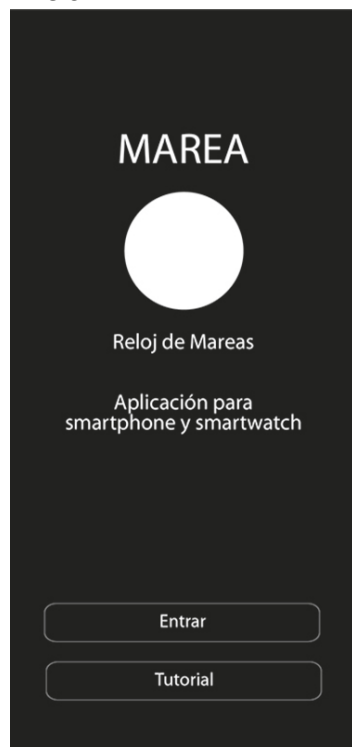 MAREA
Reloj de Mareas
Aplicación para
smartphone y smartwatch
Entrar
Tutorial